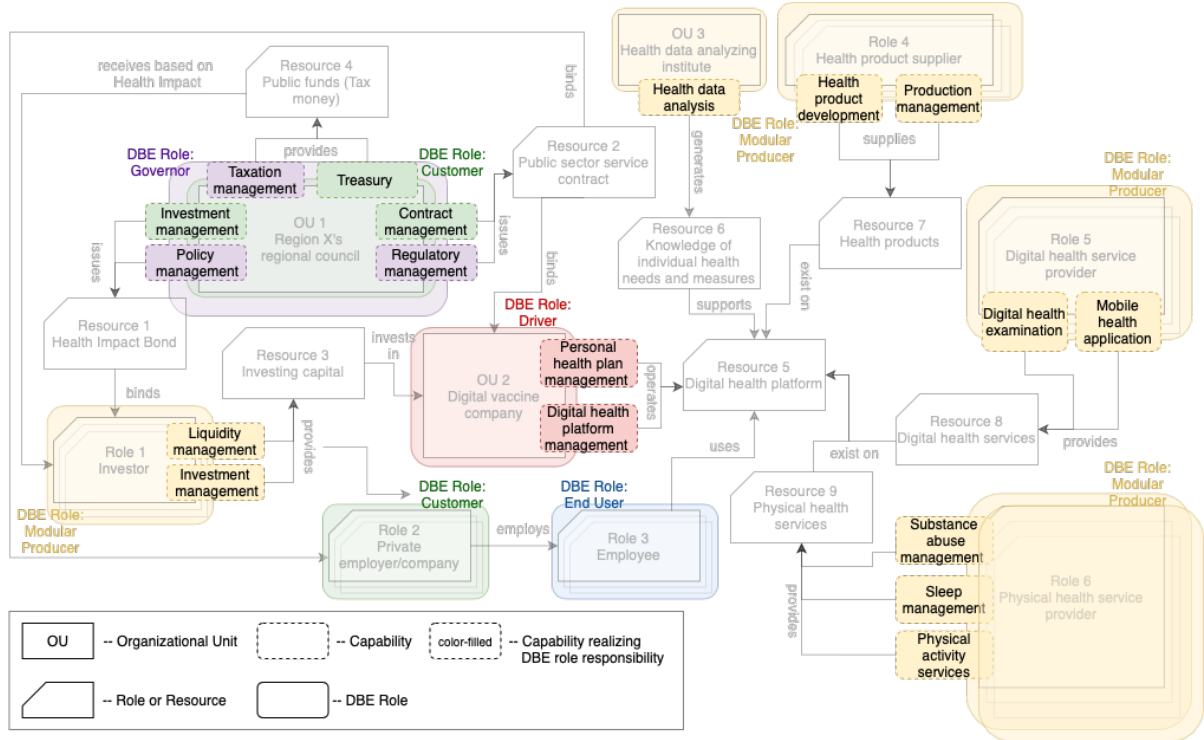 receives based on
Health Impact
Resource 4
Public funds (Tax
money)
binds
OU 3
Health data analyzing
institute
Health data
analysis
Role 4
Health product supplier
Health
product
development
Production
management
DBE Role:
Modular
Producer
supplies
generates
provides
DBE Role:
Governor
DBE Role:
Customer
Taxation
management
Treasury
Investment
management
Contract
management
OU 1
Region X's
regional council
Policy
management
Regulatory
management
issues
issues
Resource 2
Public sector service
contract
binds
Resource 6
Knowledge of
individual health
needs and measures
supports
Resource 7
Health products
exist on
DBE Role:
Modular
Producer
Role 5
Digital health service
provider
Digital health
examination
Mobile
health
application
Resource 1
Health Impact Bond
binds
Resource 3
Investing capital
invests
in
DBE Role:
Driver
OU 2
Digital vaccine
company
Personal
health plan
management
Digital health
platform
management
operates
Resource 5
Digital health platform
uses
Resource 8
Digital health services
provides
exist on
Role 1
Investor
Liquidity
management
Investment
management
provides
DBE Role:
Modular
Producer
DBE Role:
Customer
Role 2
Private
employer/company
employs
DBE Role:
End User
Role 3
Employee
Resource 9
Physical health
services
provides
DBE Role:
Modular
Producer
Substance
abuse
management
Sleep
management
Physical
activity
services
Role 6
Physical health service
provider
OU
-- Organizational Unit
-- Capability
color-filled
-- Capability realizing
DBE role responsibility
-- Role or Resource
-- DBE Role